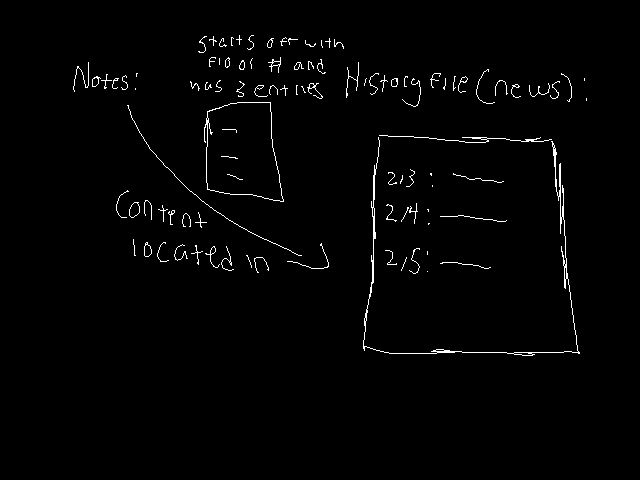 starts off with
FID or # and
has 3 entries
Notes:
History file (news):
Content
located in
2/3:
2/4:
2/5: